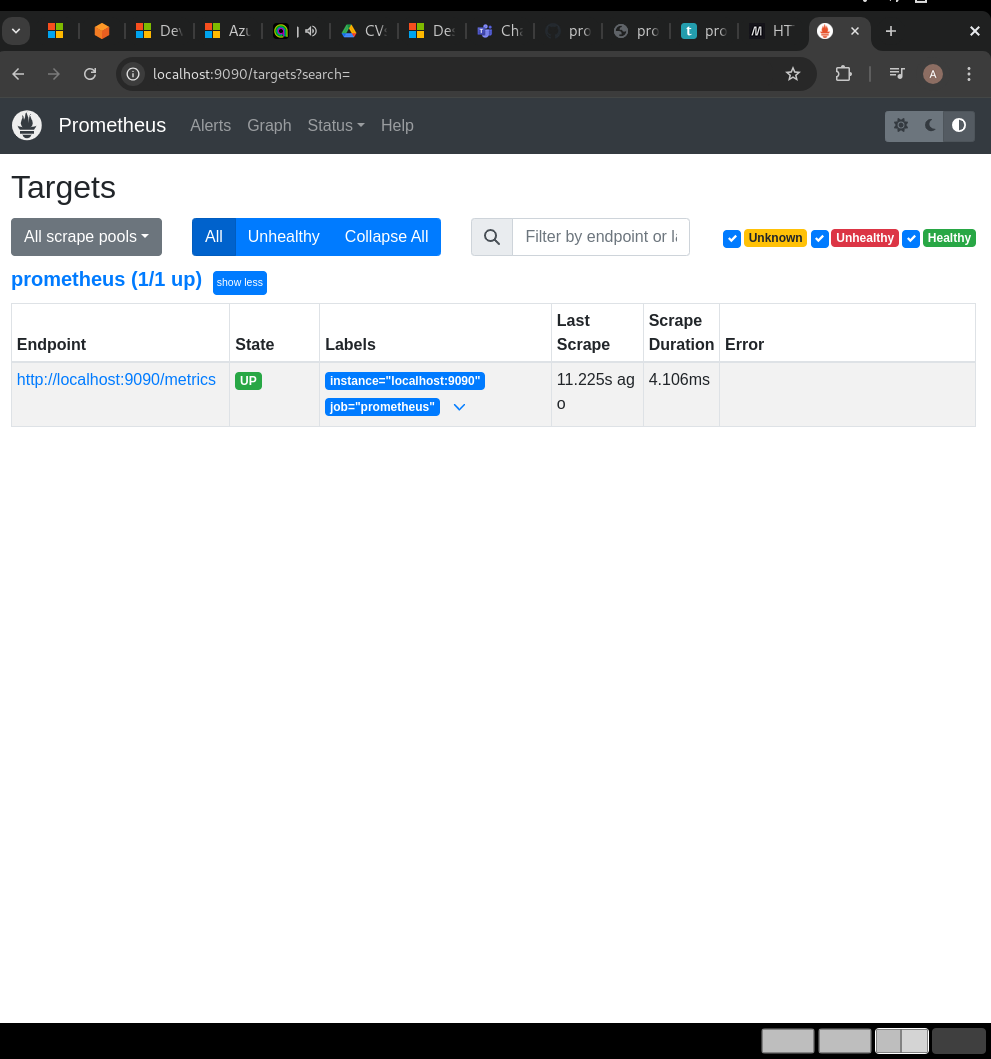 Dev
Azu
CVs
Des
Cha
pro
pro
pro
HT
localhost:9090/targets?search=
A
Prometheus
Alerts
Graph
Status
Help
Targets
All scrape pools
All
Unhealthy
Collapse All
Filter by endpoint or la
Unknown
Unhealthy
Healthy
prometheus (1/1 up)
show less
Endpoint
State
Labels
Last
Scrape
Scrape
Duration
Error
http://localhost:9090/metrics
UP
instance="localhost:9090"
job="prometheus"
11.225s ag
o
4.106ms